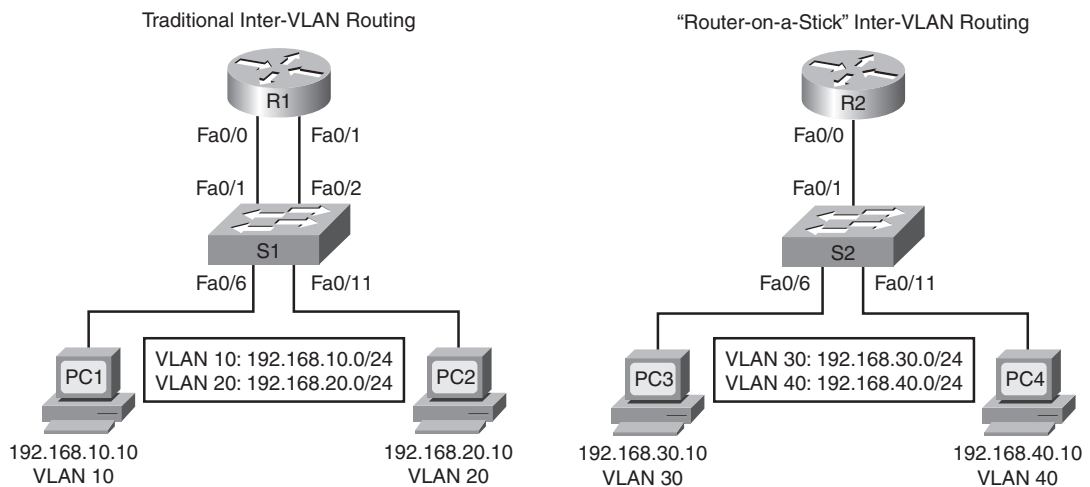 Traditional Inter-VLAN Routing
R1
Fa0/0
Fa0/1
Fa0/1
Fa0/2
S1
Fa0/6
Fa0/11
VLAN 10: 192.168.10.0/24
VLAN 20: 192.168.20.0/24
PC1
PC2
192.168.10.10
VLAN 10
192.168.20.10
VLAN 20
“Router-on-a-Stick” Inter-VLAN Routing
R2
Fa0/0
Fa0/1
S2
Fa0/6
Fa0/11
VLAN 30: 192.168.30.0/24
VLAN 40: 192.168.40.0/24
PC3
PC4
192.168.30.10
VLAN 30
192.168.40.10
VLAN 40